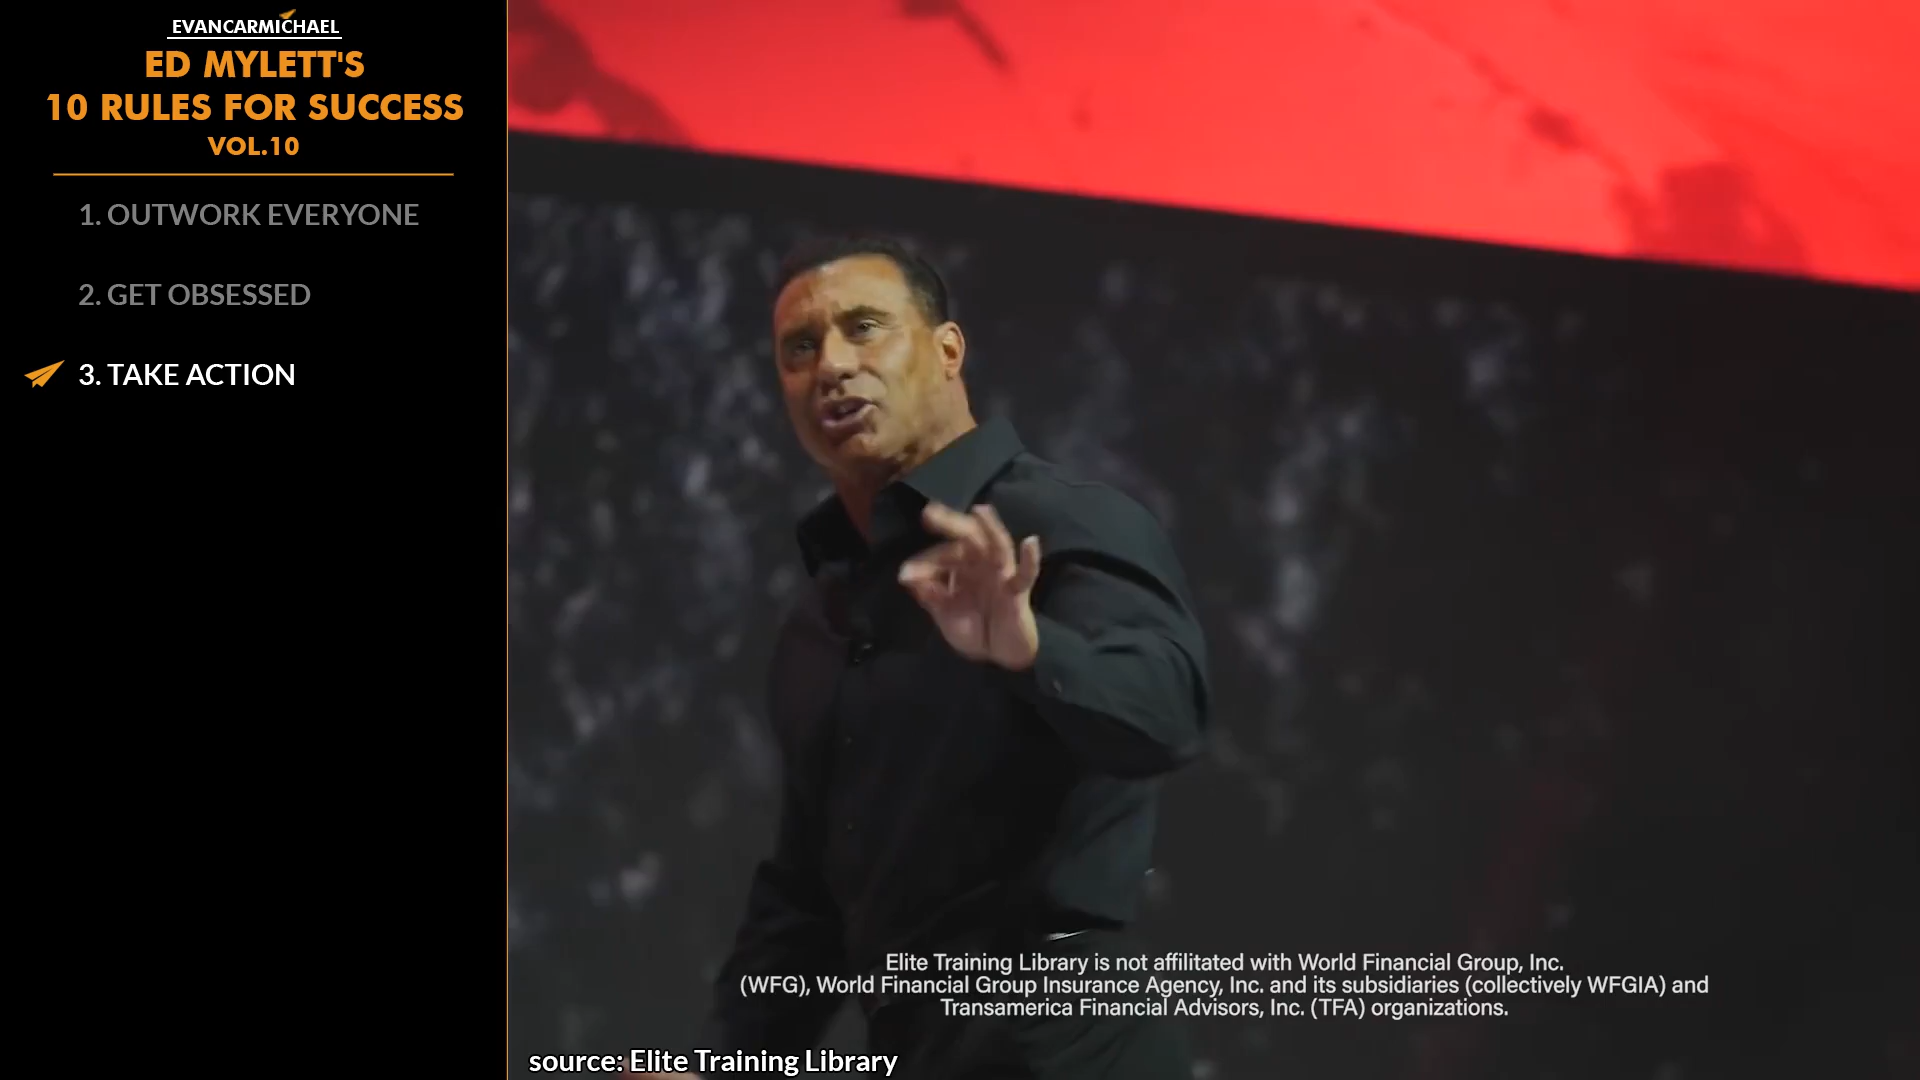 EVANCARMICHAEL
ED MYLETT'S
10 RULES FOR SUCCESS
VOL.10
1. OUTWORK EVERYONE
2. GET OBSESSED
3. TAKE ACTION
Elite Training Library is not affilitated with World Financial Group, Inc.
(WFG), World Financial Group Insurance Agency, Inc. and its subsidiaries (collectively WFGIA) and
Transamerica Financial Advisors, Inc. (TFA) organizations.
source: Elite Training Library